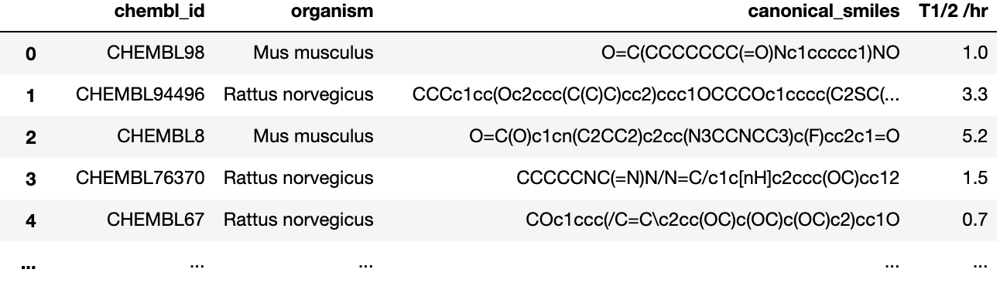 chembl_id organism canonical_smiles T1/2 /hr
0 CHEMBL98 Mus musculus O=C(CCCCCCC(=O)Nc1ccccc1)NO 1.0
1 CHEMBL94496 Rattus norvegicus CCCc1cc(Oc2ccc(C(C)C)cc2)ccc1OCCCOc1cccc(C2SC(... 3.3
2 CHEMBL8 Mus musculus O=C(O)c1cn(C2CC2)c2cc(N3CCNCC3)c(F)cc2c1=O 5.2
3 CHEMBL76370 Rattus norvegicus CCCCCNC(=N)N/N=C/c1c[nH]c2ccc(OC)cc12 1.5
4 CHEMBL67 Rattus norvegicus COc1ccc(/C=C\c2cc(OC)c(OC)c(OC)c2)cc1O 0.7
... ... ... ... ...